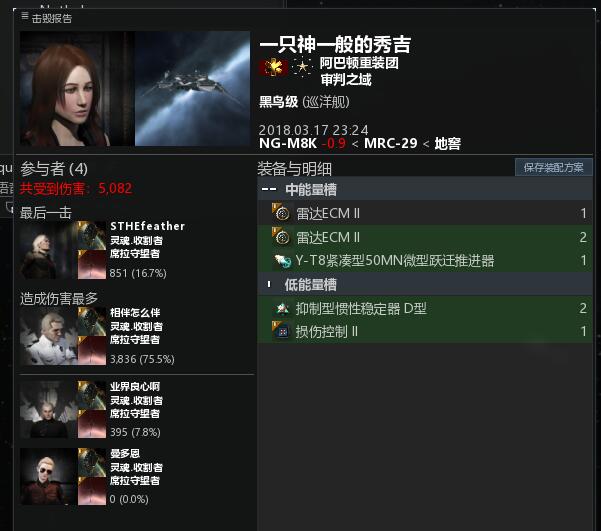 击毁报告
一只神一般的秀吉
阿巴顿重装团
审判之域
黑鸟级 (巡洋舰)
2018.03.17 23:24
NG-M8K -0.9 < MRC-29 < 地窖
参与者 (4)
共受到伤害: 5,082
最后一击
STHEfeather
灵魂.收割者
席拉守望者
851 (16.7%)
造成伤害最多
相伴怎么伴
灵魂.收割者
席拉守望者
3,836 (75.5%)
业界良心啊
灵魂.收割者
席拉守望者
395 (7.8%)
曼多恩
灵魂.收割者
席拉守望者
0 (0.0%)
装备与明细
保存装配方案
中能量槽
雷达ECM II 1
雷达ECM II 2
Y-T8紧凑型50MN微型跃迁推进器 1
低能量槽
抑制型惯性稳定器 D型 2
损伤控制 II 1